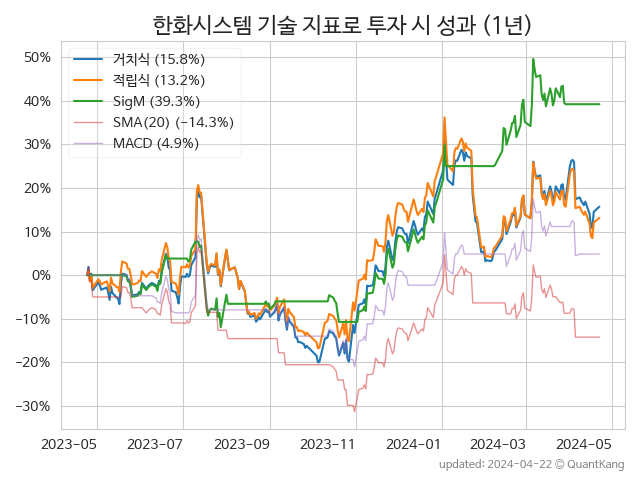 한화시스템 기술 지표로 투자 시 성과 (1년)
거치식 (15.8%)
적립식 (13.2%)
SigM (39.3%)
SMA(20) (−14.3%)
MACD (4.9%)
50%
40%
30%
20%
10%
0%
−10%
−20%
−30%
2023-05 2023-07 2023-09 2023-11 2024-01 2024-03 2024-05
updated: 2024-04-22 © QuantKang